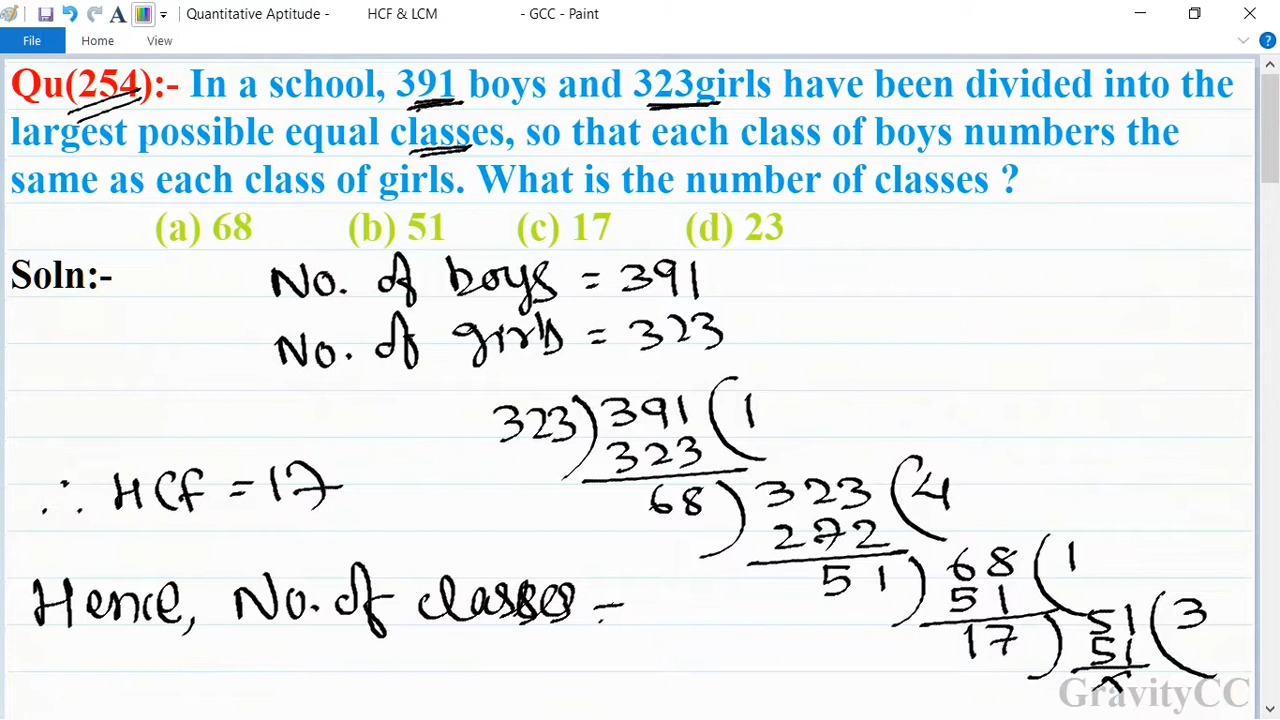 Quantitative Aptitude - HCF & LCM - GCC - Paint
File Home View
Qu(254):- In a school, 391 boys and 323girls have been divided into the
largest possible equal classes, so that each class of boys numbers the
same as each class of girls. What is the number of classes ?
(a) 68 (b) 51 (c) 17 (d) 23
Soln:- No. of boys = 391
No. of girls = 323
323) 391 (1
323
68) 323 (4
272
51) 68 (1
51
17) 51 (3
51
×
∴ HCF = 17
Hence, No. of classes =
GravityCC